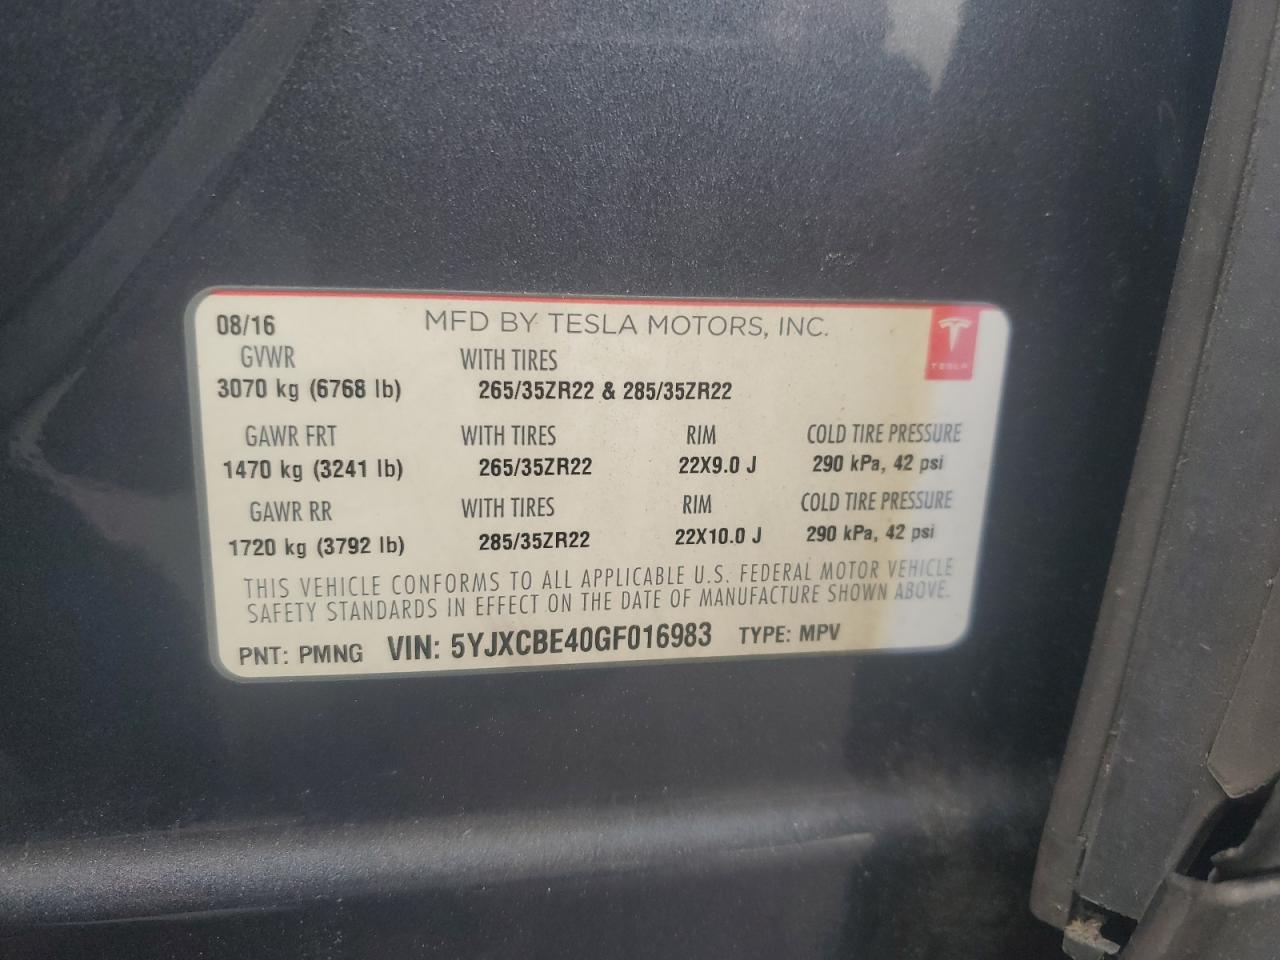 08/16 MFD BY TESLA MOTORS, INC.
TESLA
GVWR WITH TIRES
3070 kg (6768 lb) 265/35ZR22 & 285/35ZR22
GAWR FRT WITH TIRES RIM COLD TIRE PRESSURE
1470 kg (3241 lb) 265/35ZR22 22X9.0 J 290 kPa, 42 psi
GAWR RR WITH TIRES RIM COLD TIRE PRESSURE
1720 kg (3792 lb) 285/35ZR22 22X10.0 J 290 kPa, 42 psi
THIS VEHICLE CONFORMS TO ALL APPLICABLE U.S. FEDERAL MOTOR VEHICLE
SAFETY STANDARDS IN EFFECT ON THE DATE OF MANUFACTURE SHOWN ABOVE.
PNT: PMNG VIN: 5YJXCBE40GF016983 TYPE: MPV